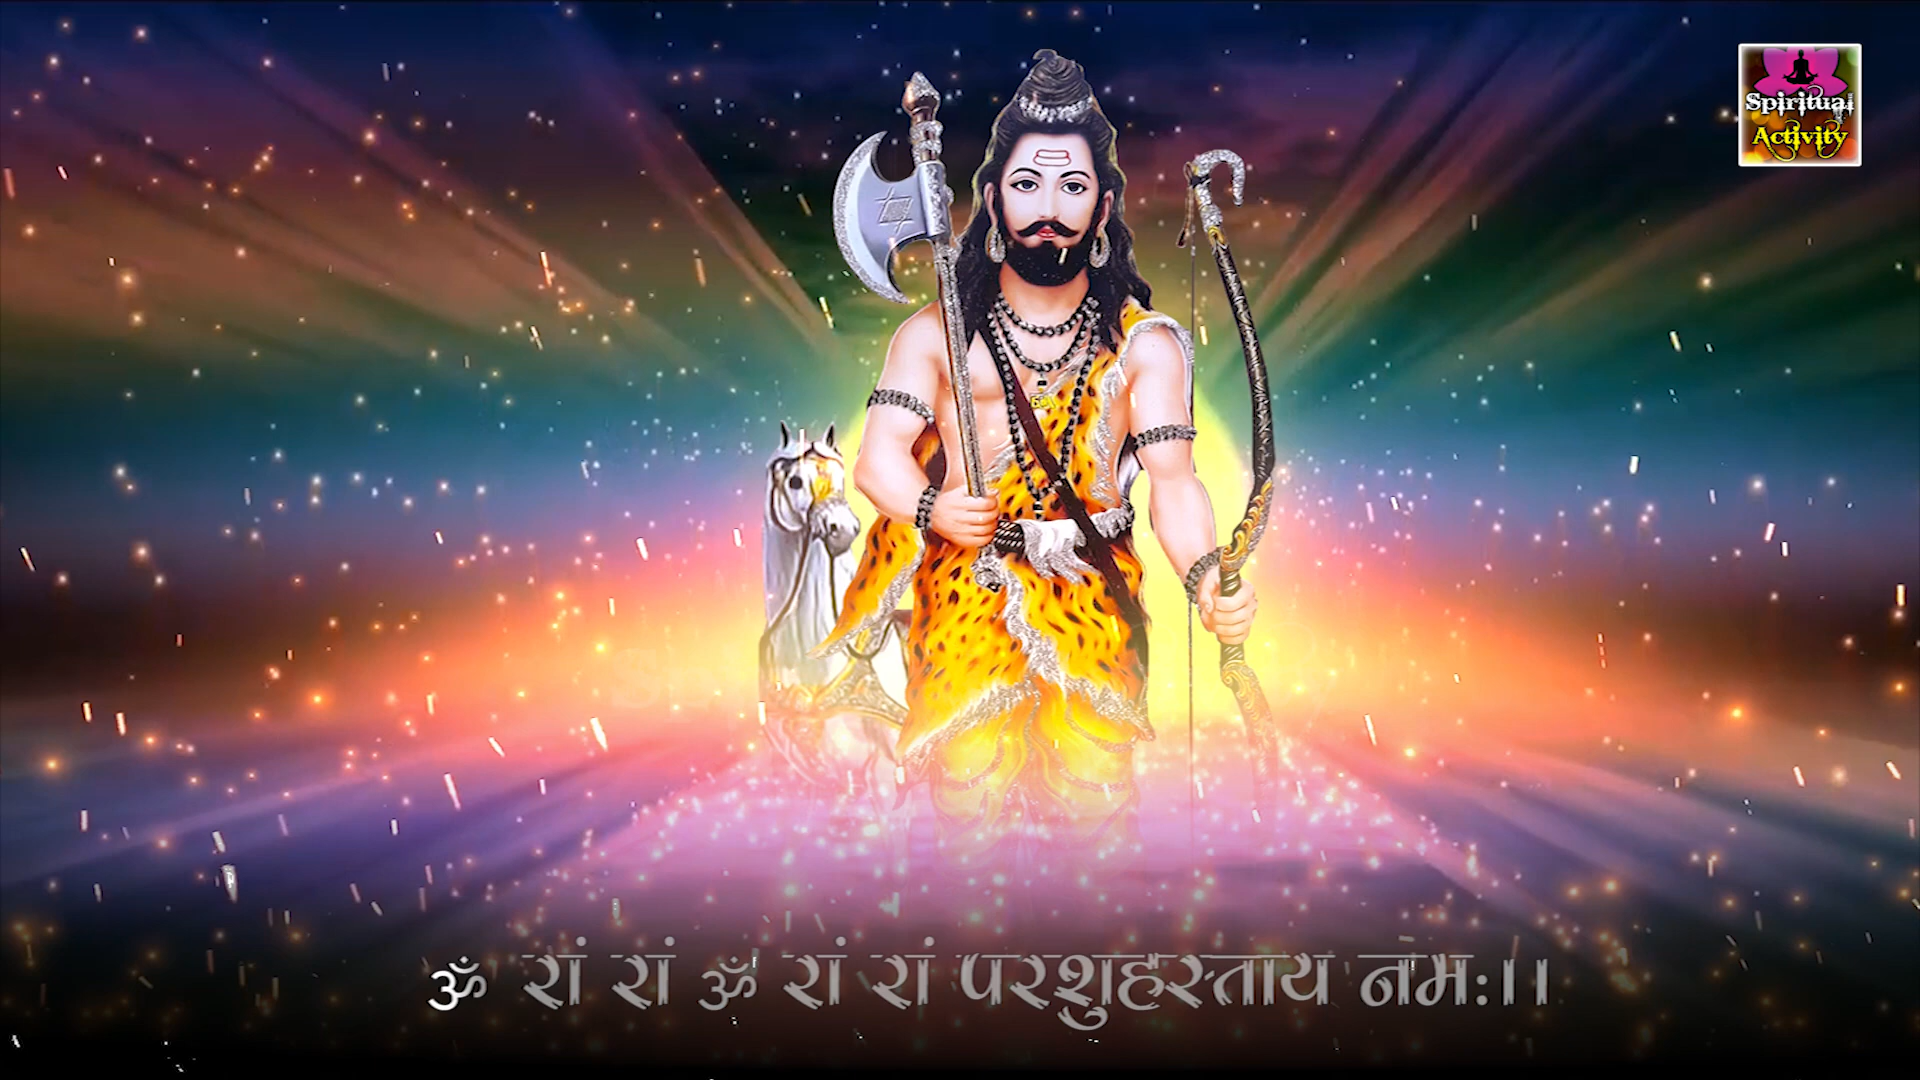 Spiritual
Activity
ॐ रां रां ॐ रां रां परशुहस्ताय नमः।।